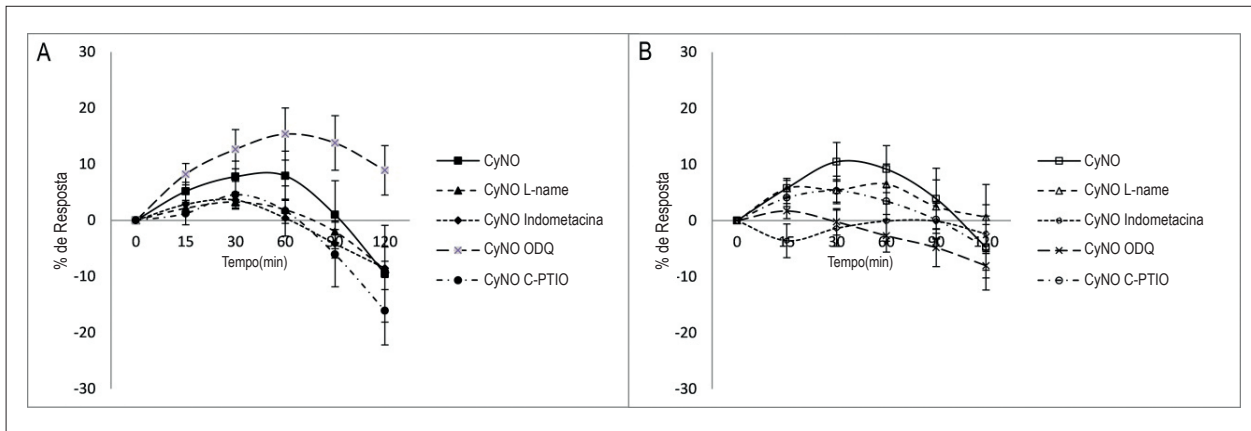 A
% de Resposta
30
20
10
0
-10
-20
-30
0 15 30 60 90 120
Tempo(min)
CyNO
CyNO L-name
CyNO Indometacina
CyNO ODQ
CyNO C-PTIO
B
% de Resposta
30
20
10
0
-10
-20
-30
0 15 30 60 90 120
Tempo(min)
CyNO
CyNO L-name
CyNO Indometacina
CyNO ODQ
CyNO C-PTIO